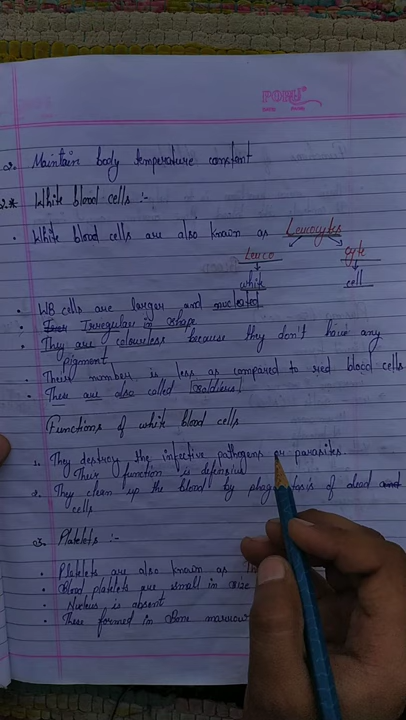 2. Maintain body temperature constant
2.* White blood cells :-
• White blood cells are also known as Leucocytes
Leuco cyte
white cell
• WB cells are larger and nucleated
• Irregular in shape
• They are colourless because they don't have any
pigment
• Their number is less as compared to red blood cells
• These are also called soldiers
Functions of white blood cells
1. They destroy the infective pathogens or parasites.
Their function is defensive
2. They clean up the blood by of dead
cells
3. Platelets :-
• Platelets are also known as
• Blood platelets are small in size
• Nucleus is absent
• These formed in Bone marrow